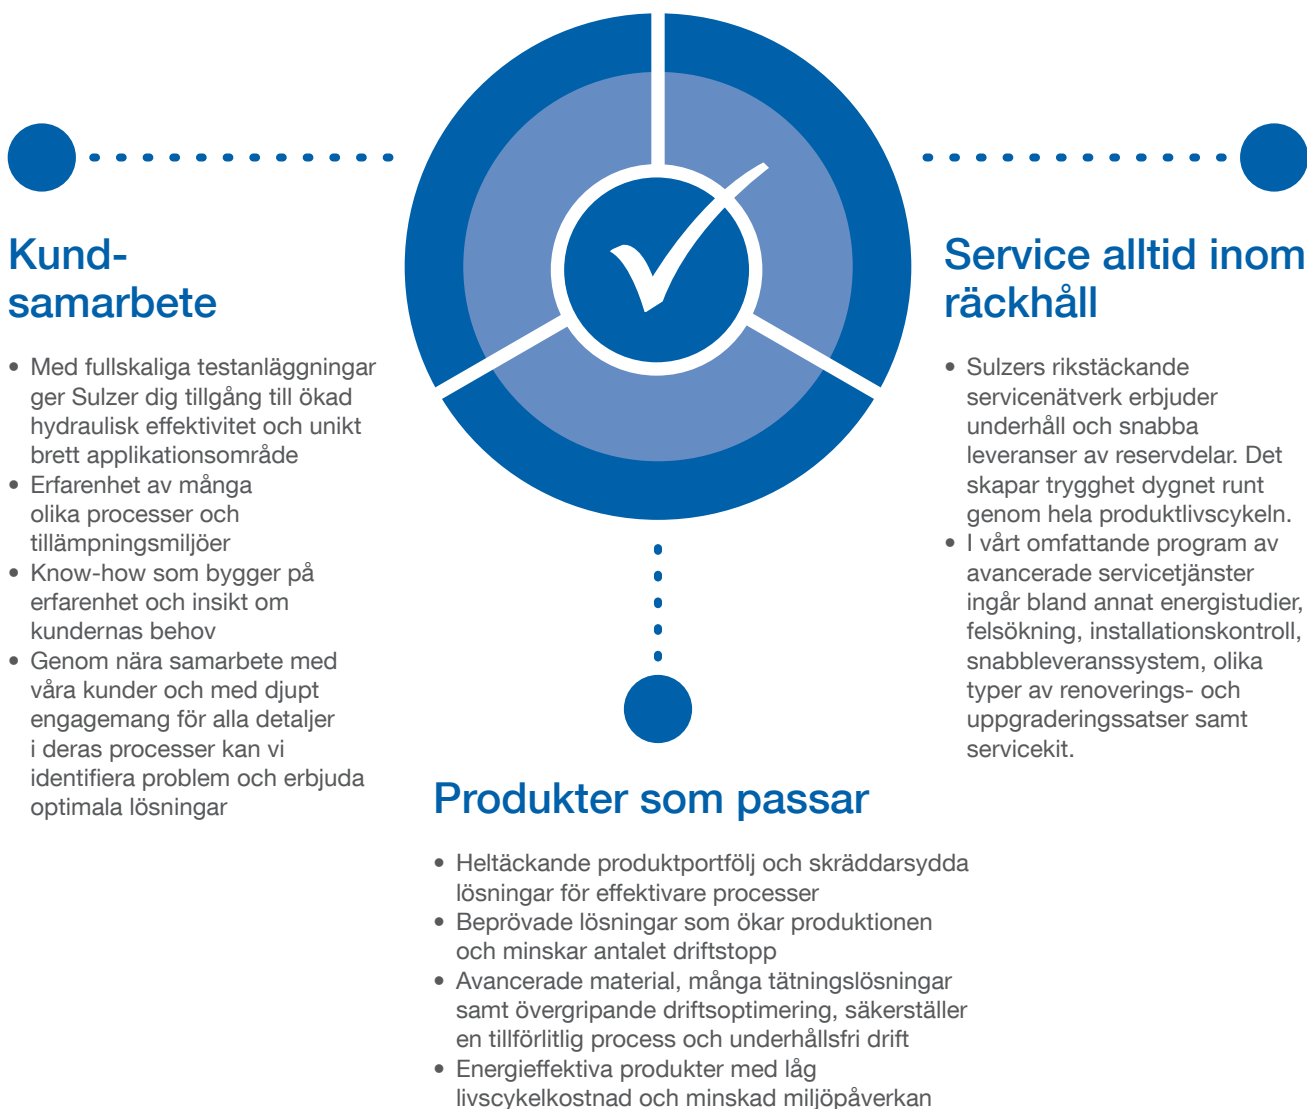 Kund-
samarbete
• Med fullskaliga testanläggningar
ger Sulzer dig tillgång till ökad
hydraulisk effektivitet och unikt
brett applikationsområde
• Erfarenhet av många
olika processer och
tillämpningsmiljöer
• Know-how som bygger på
erfarenhet och insikt om
kundernas behov
• Genom nära samarbete med
våra kunder och med djupt
engagemang för alla detaljer
i deras processer kan vi
identifiera problem och erbjuda
optimala lösningar
Produkter som passar
• Heltäckande produktportfölj och skräddarsydda
lösningar för effektivare processer
• Beprövade lösningar som ökar produktionen
och minskar antalet driftstopp
• Avancerade material, många tätningslösningar
samt övergripande driftsoptimering, säkerställer
en tillförlitlig process och underhållsfri drift
• Energieffektiva produkter med låg
livscykelkostnad och minskad miljöpåverkan
Service alltid inom
räckhåll
• Sulzers rikstäckande
servicenätverk erbjuder
underhåll och snabba
leveranser av reservdelar. Det
skapar trygghet dygnet runt
genom hela produktlivscykeln.
• I vårt omfattande program av
avancerade servicetjänster
ingår bland annat energistudier,
felsökning, installationskontroll,
snabbleveranssystem, olika
typer av renoverings- och
uppgraderingssatser samt
servicekit.